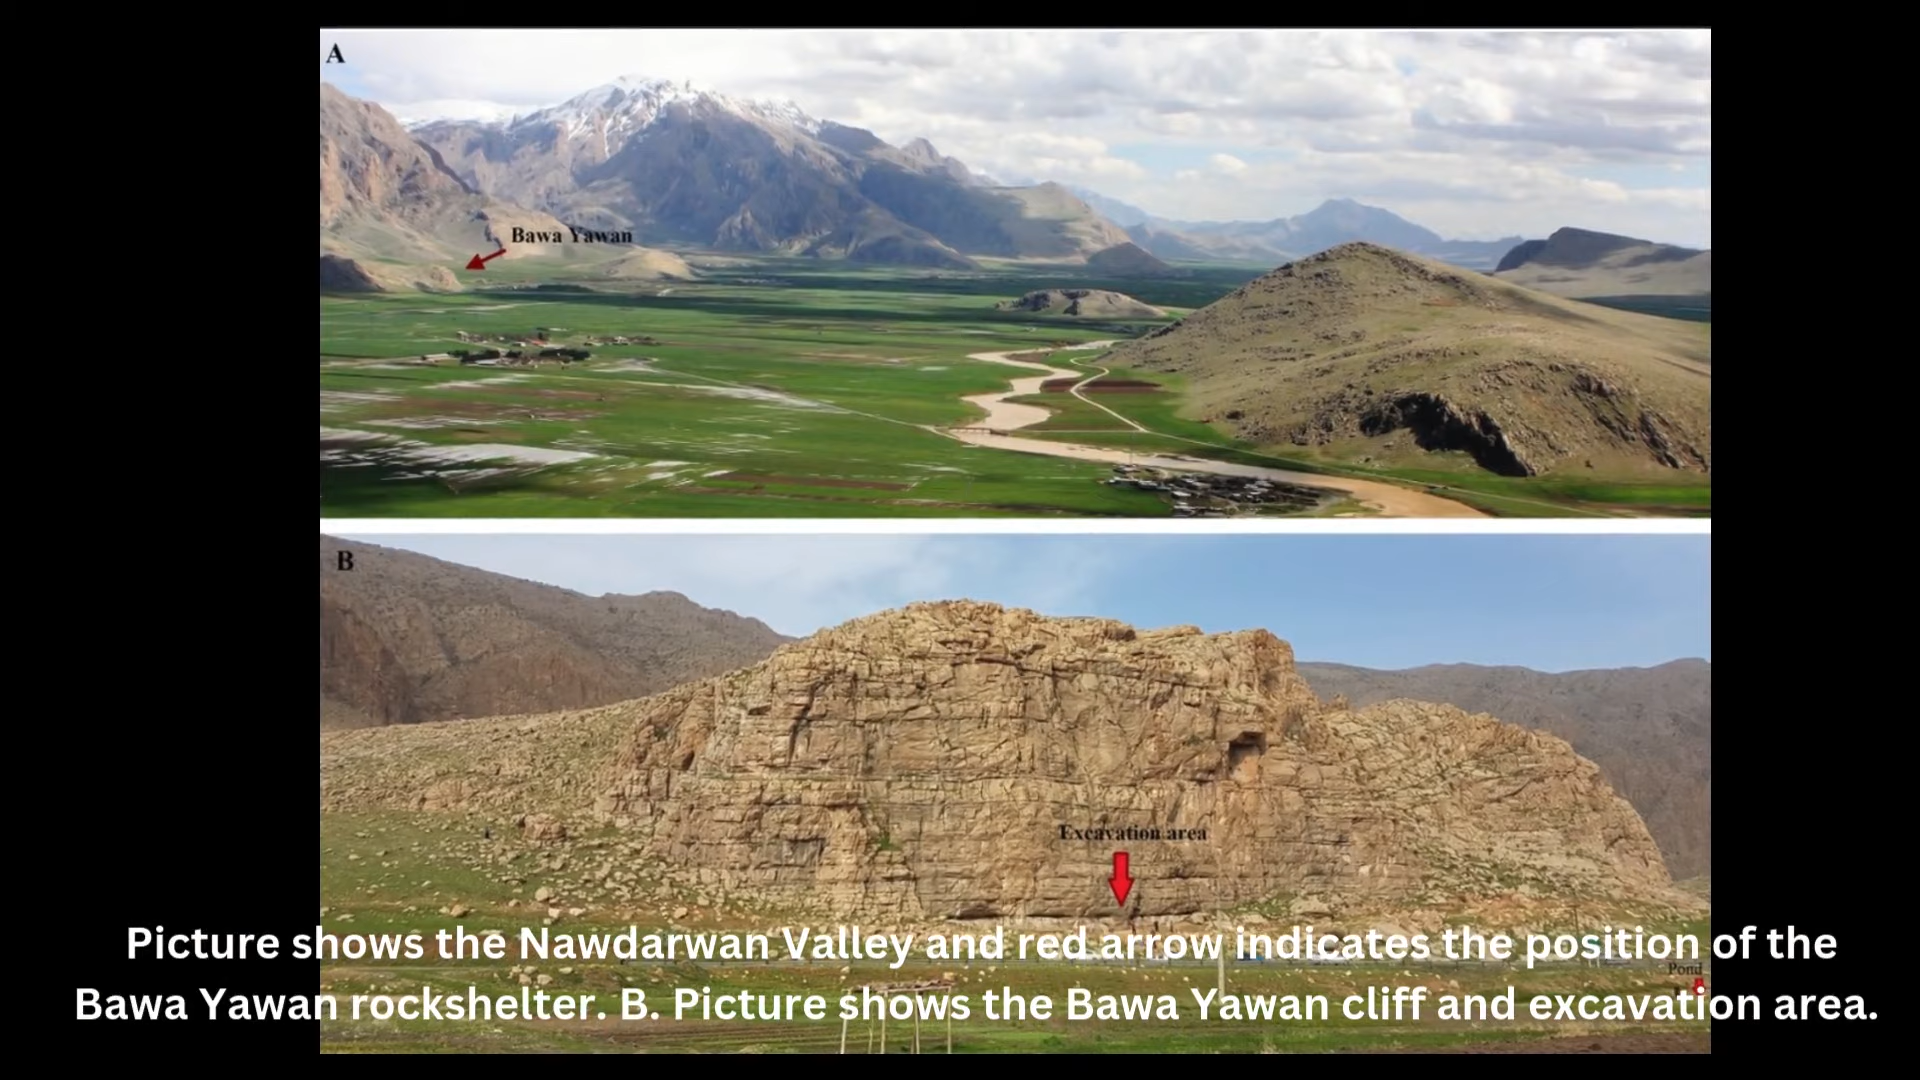 A
Bawa Yawan
B
Excavation area
Pond
Picture shows the Nawdarwan Valley and red arrow indicates the position of the
Bawa Yawan rockshelter. B. Picture shows the Bawa Yawan cliff and excavation area.